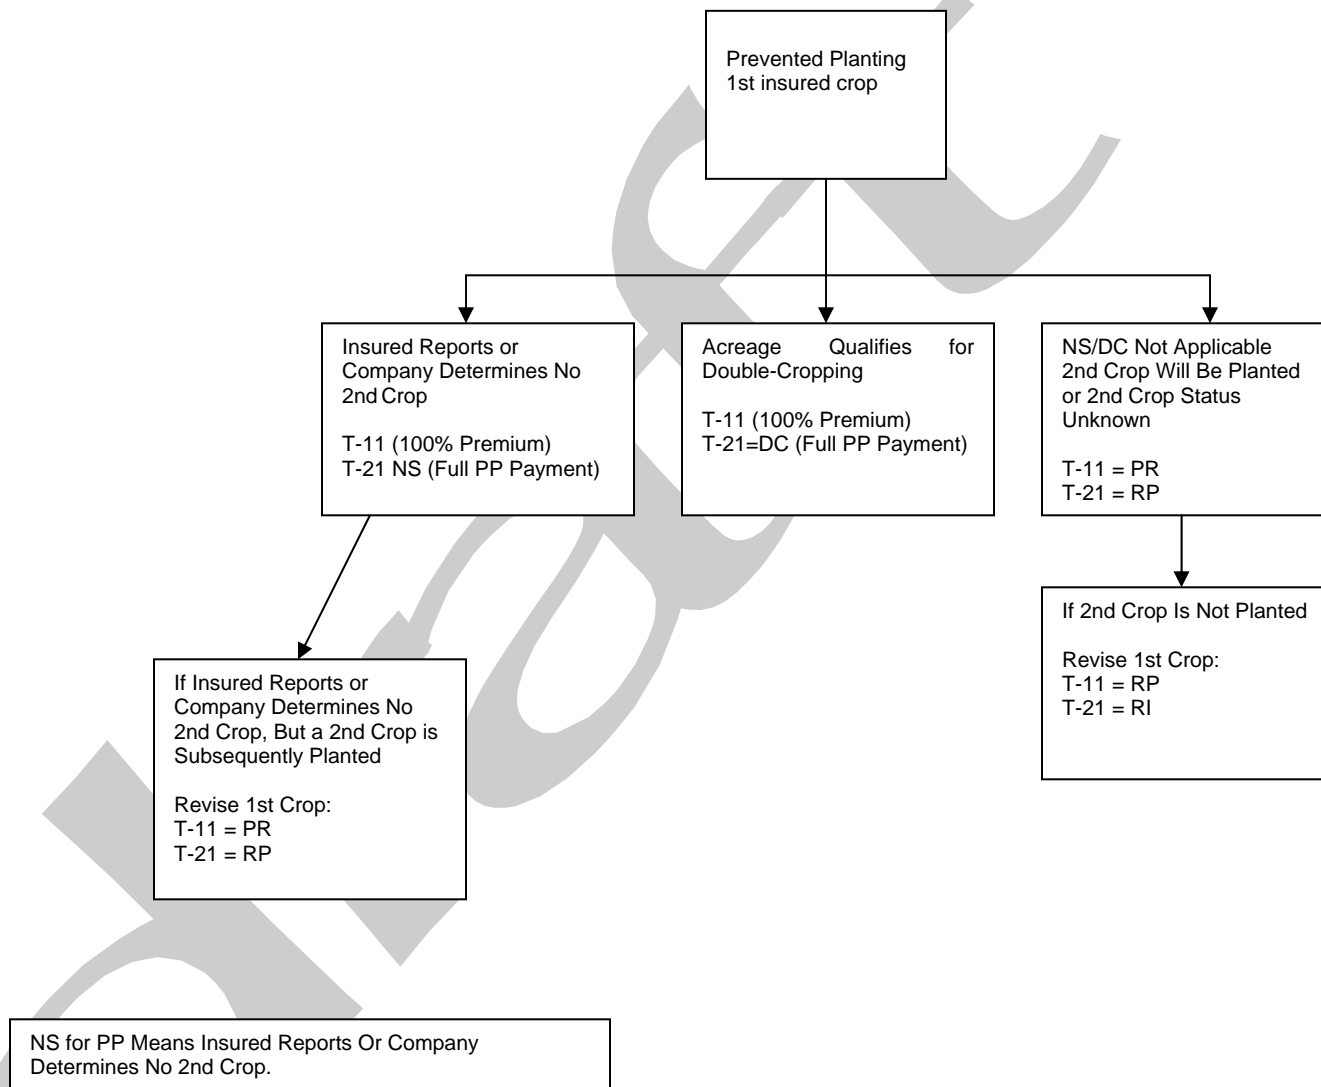 Prevented Planting
1st insured crop
Insured Reports or
Company Determines No
2nd Crop
T-11 (100% Premium)
T-21 NS (Full PP Payment)
Acreage Qualifies for
Double-Cropping
T-11 (100% Premium)
T-21=DC (Full PP Payment)
NS/DC Not Applicable
2nd Crop Will Be Planted
or 2nd Crop Status
Unknown
T-11 = PR
T-21 = RP
If Insured Reports or
Company Determines No
2nd Crop, But a 2nd Crop is
Subsequently Planted
Revise 1st Crop:
T-11 = PR
T-21 = RP
If 2nd Crop Is Not Planted
Revise 1st Crop:
T-11 = RP
T-21 = RI
NS for PP Means Insured Reports Or Company
Determines No 2nd Crop.
draft